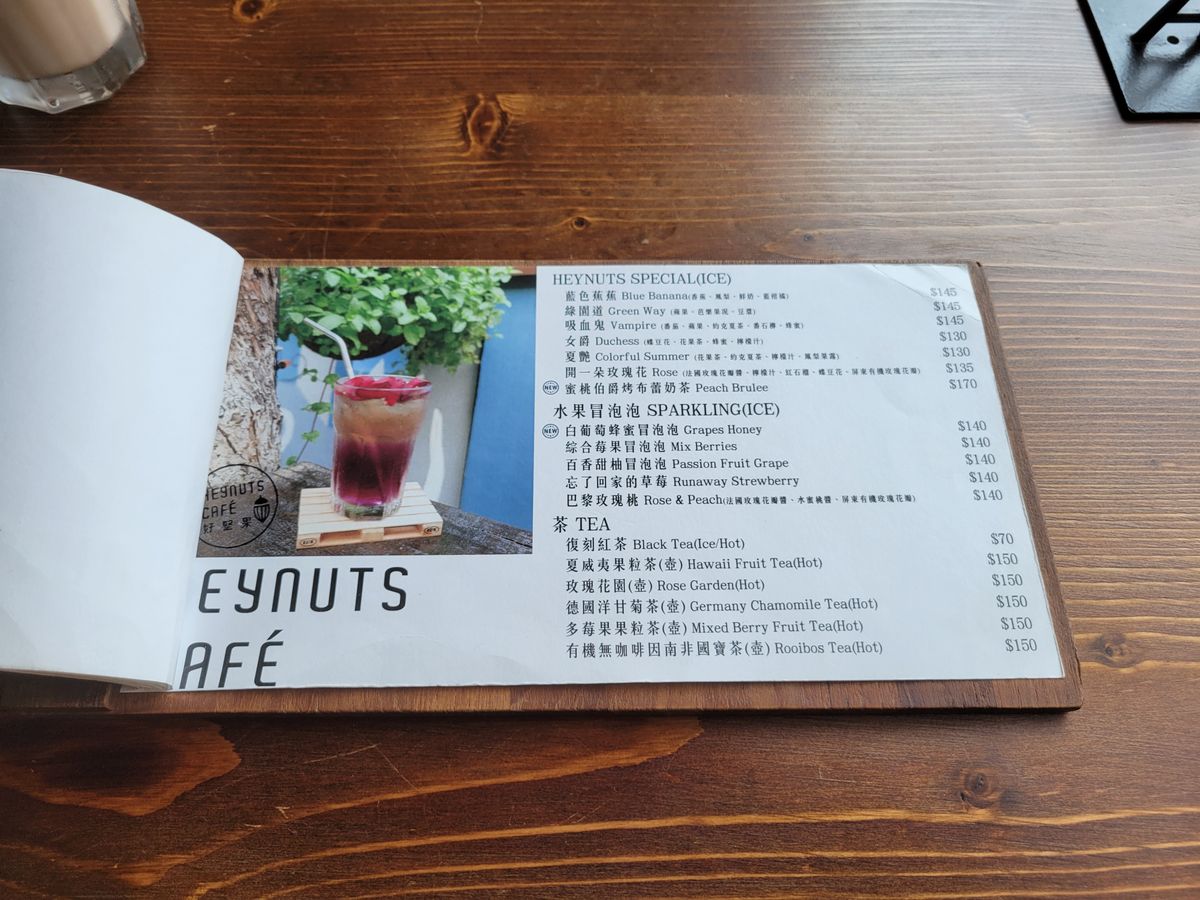 HEYNUTS
CAFÉ
好堅果
EYNUTS
AFÉ
HEYNUTS SPECIAL(ICE)
藍色蕉蕉 Blue Banana(香蕉、鳳梨、鮮奶、藍柑橘) $145
綠園道 Green Way (蘋果、芭樂果泥、豆漿) $145
吸血鬼 Vampire (番茄、蘋果、約克夏茶、番石榴、蜂蜜) $145
女爵 Duchess (蝶豆花、花果茶、蜂蜜、檸檬汁) $130
夏艷 Colorful Summer (花果茶、約克夏茶、檸檬汁、鳳梨果露) $130
開一朵玫瑰花 Rose (法國玫瑰花瓣醬、檸檬汁、紅石榴、蝶豆花、屏東有機玫瑰花瓣) $135
NEW 蜜桃伯爵烤布蕾奶茶 Peach Brulee $170
水果冒泡泡 SPARKLING(ICE)
NEW 白葡萄蜂蜜冒泡泡 Grapes Honey $140
綜合莓果冒泡泡 Mix Berries $140
百香甜柚冒泡泡 Passion Fruit Grape $140
忘了回家的草莓 Runaway Strewberry $140
巴黎玫瑰桃 Rose & Peach(法國玫瑰花瓣醬、水蜜桃醬、屏東有機玫瑰花瓣) $140
茶 TEA
復刻紅茶 Black Tea(Ice/Hot) $70
夏威夷果粒茶(壺) Hawaii Fruit Tea(Hot) $150
玫瑰花園(壺) Rose Garden(Hot) $150
德國洋甘菊茶(壺) Germany Chamomile Tea(Hot) $150
多莓果果粒茶(壺) Mixed Berry Fruit Tea(Hot) $150
有機無咖啡因南非國寶茶(壺) Rooibos Tea(Hot) $150